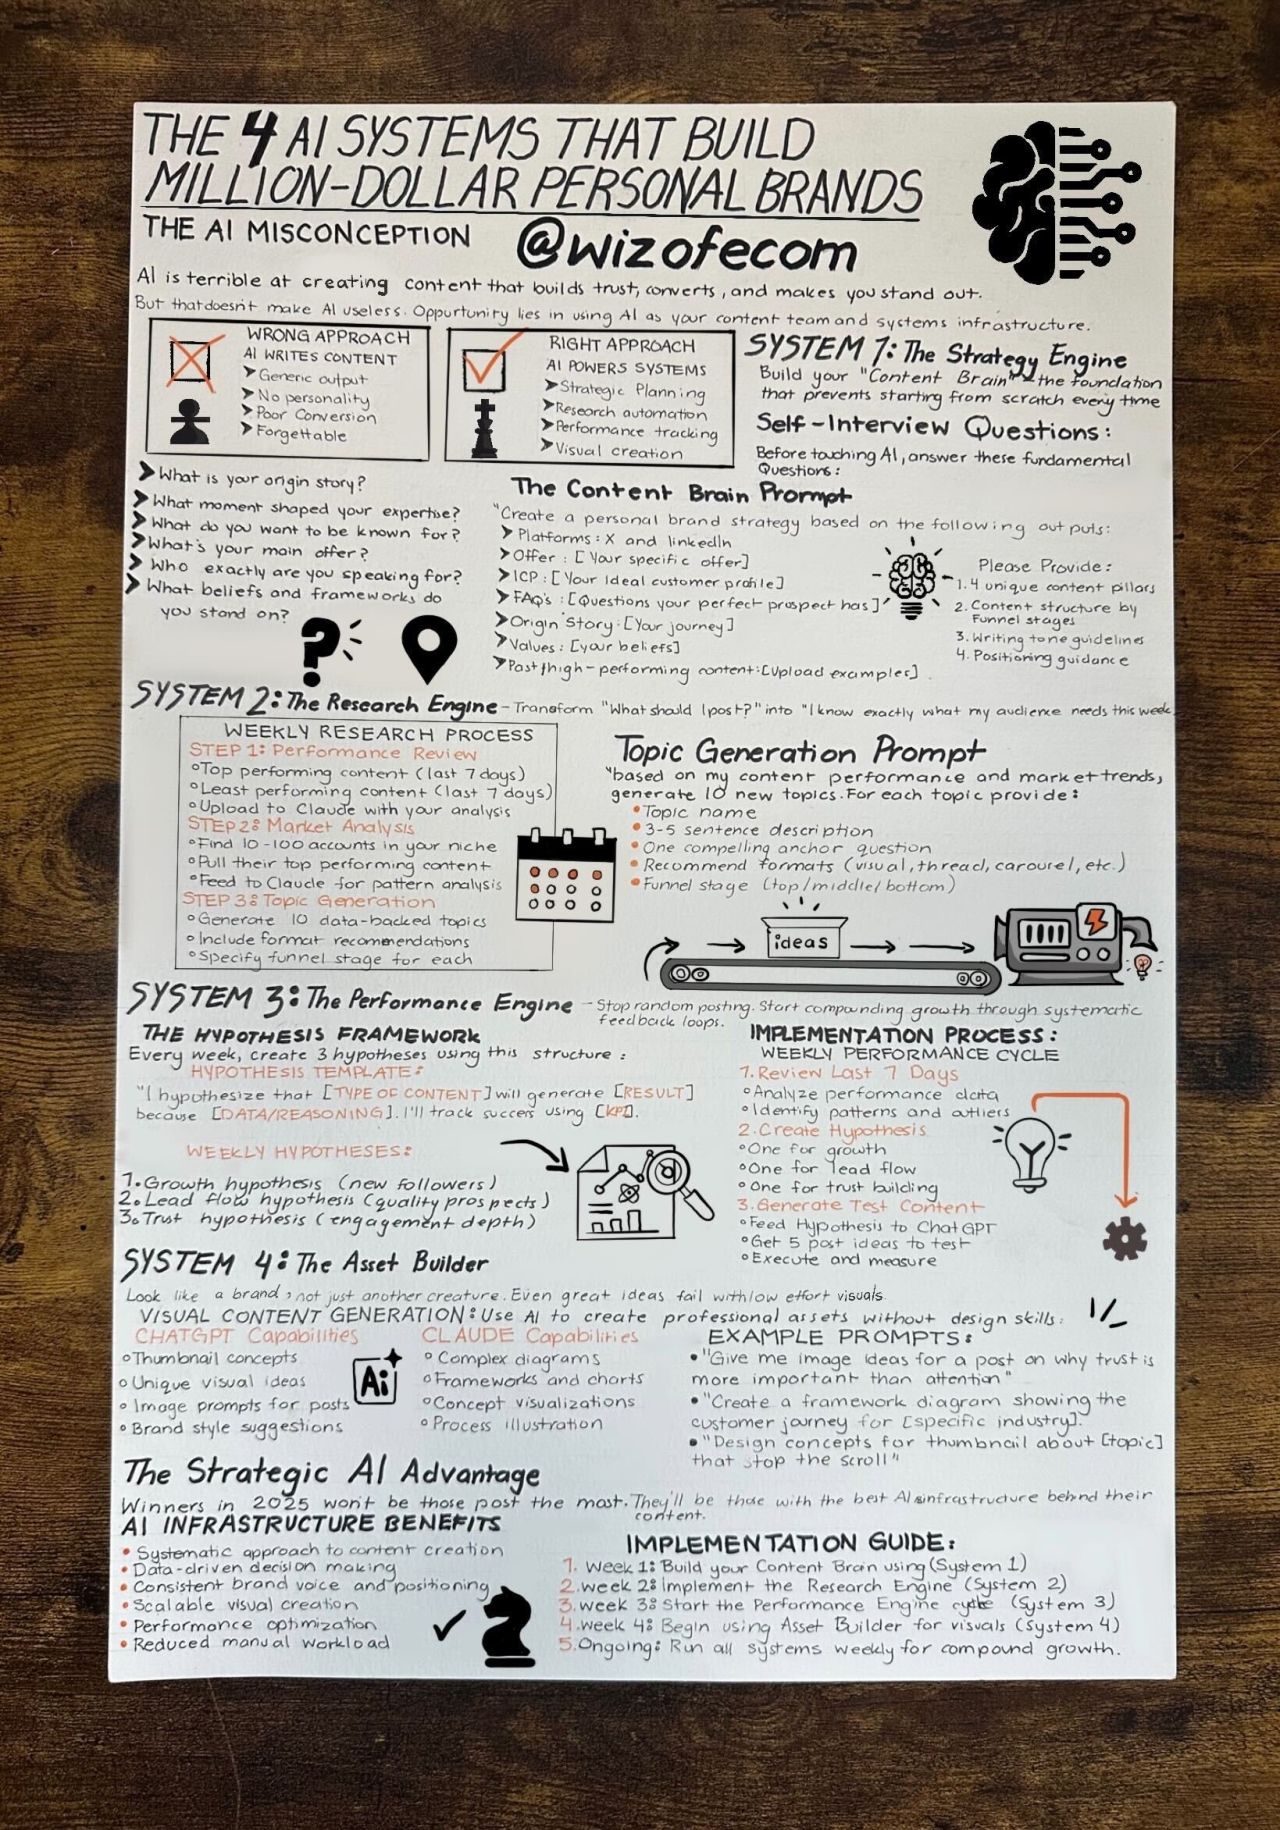 THE 4 AI SYSTEMS THAT BUILD
MILLION-DOLLAR PERSONAL BRANDS
THE AI MISCONCEPTION
@wizofecom
AI is terrible at creating content that builds trust, converts, and makes you stand out.
But that doesn't make AI useless. Opportunity lies in using AI as your content team and systems infrastructure.
WRONG APPROACH
AI WRITES CONTENT
➤Generic output
➤No personality
➤Poor Conversion
➤Forgettable
RIGHT APPROACH
AI POWERS SYSTEMS
➤Strategic Planning
➤Research automation
➤Performance tracking
➤Visual creation
SYSTEM 1: The Strategy Engine
Build your "Content Brain" - the foundation
that prevents starting from scratch every time
Self-Interview Questions:
Before touching AI, answer these fundamental
Questions:
➤What is your origin story?
➤What moment shaped your expertise?
➤What do you want to be known for?
➤What's your main offer?
➤Who exactly are you speaking for?
➤What beliefs and frameworks do
you stand on?
The Content Brain Prompt
"Create a personal brand strategy based on the following outputs:
➤Platforms: X and linkedIn
➤Offer: [Your specific offer]
➤ICP: [Your Ideal customer profile]
➤FAQ's: [Questions your perfect prospect has]
➤Origin Story: [Your journey]
➤Values: [your beliefs]
➤Past high-performing content: [Upload examples]
Please Provide:
1. 4 unique content pillars
2. Content structure by
Funnel stages
3. Writing tone guidelines
4. Positioning guidance
SYSTEM 2: The Research Engine - Transform "What should I post?" into "I know exactly what my audience needs this week
WEEKLY RESEARCH PROCESS
STEP 1: Performance Review
°Top performing content (last 7 days)
°Least performing content (last 7 days)
°Upload to Claude with your analysis
STEP 2: Market Analysis
°Find 10-100 accounts in your niche
°Pull their top performing content
°Feed to Claude for pattern analysis
STEP 3: Topic Generation
°Generate 10 data-backed topics
°Include format recommendations
°Specify funnel stage for each
Topic Generation Prompt
"based on my content performance and market trends,
generate 10 new topics. For each topic provide:
•Topic name
•3-5 sentence description
•One compelling anchor question
•Recommend formats (visual, thread, carourel, etc.)
•Funnel stage (top/middle/bottom)
ideas
SYSTEM 3: The Performance Engine - Stop random posting. Start compounding growth through systematic
feedback loops.
THE HYPOTHESIS FRAMEWORK
Every week, create 3 hypotheses using this structure:
HYPOTHESIS TEMPLATE:
"I hypothesize that [TYPE OF CONTENT] will generate [RESULT]
because [DATA/REASONING]. I'll track success using [KPI].
WEEKLY HYPOTHESES:
1. Growth hypothesis (new followers)
2. Lead flow hypothesis (quality prospects)
3. Trust hypothesis (engagement depth)
IMPLEMENTATION PROCESS:
WEEKLY PERFORMANCE CYCLE
1. Review Last 7 Days
°Analyze performance data
°Identify patterns and outliers
2. Create Hypothesis
°One for growth
°One for lead flow
°One for trust building
3. Generate Test Content
°Feed Hypothesis to ChatGPT
°Get 5 post ideas to test
°Execute and measure
SYSTEM 4: The Asset Builder
Look like a brand, not just another creature. Even great ideas fail with low effort visuals.
VISUAL CONTENT GENERATION: Use AI to create professional assets without design skills:
CHATGPT Capabilities
°Thumbnail concepts
°Unique visual ideas
°Image prompts for posts
°Brand style suggestions
Ai
CLAUDE Capabilities
°Complex diagrams
°Frameworks and charts
°Concept visualizations
°Process illustration
EXAMPLE PROMPTS:
•"Give me image ideas for a post on why trust is
more important than attention"
•"Create a framework diagram showing the
customer journey for [specific industry].
•"Design concepts for thumbnail about [topic]
that stop the scroll"
The Strategic AI Advantage
Winners in 2025 won't be those post the most. They'll be those with the best AI infrastructure behind their
content.
AI INFRASTRUCTURE BENEFITS
•Systematic approach to content creation
•Data-driven decision making
•Consistent brand voice and positioning
•Scalable visual creation
•Performance optimization
•Reduced manual workload
IMPLEMENTATION GUIDE:
1. Week 1: Build your Content Brain using (System 1)
2. week 2: Implement the Research Engine (System 2)
3. week 3: Start the Performance Engine cycle (System 3)
4. week 4: Begin using Asset Builder for visuals (System 4)
5. Ongoing: Run all systems weekly for compound growth.